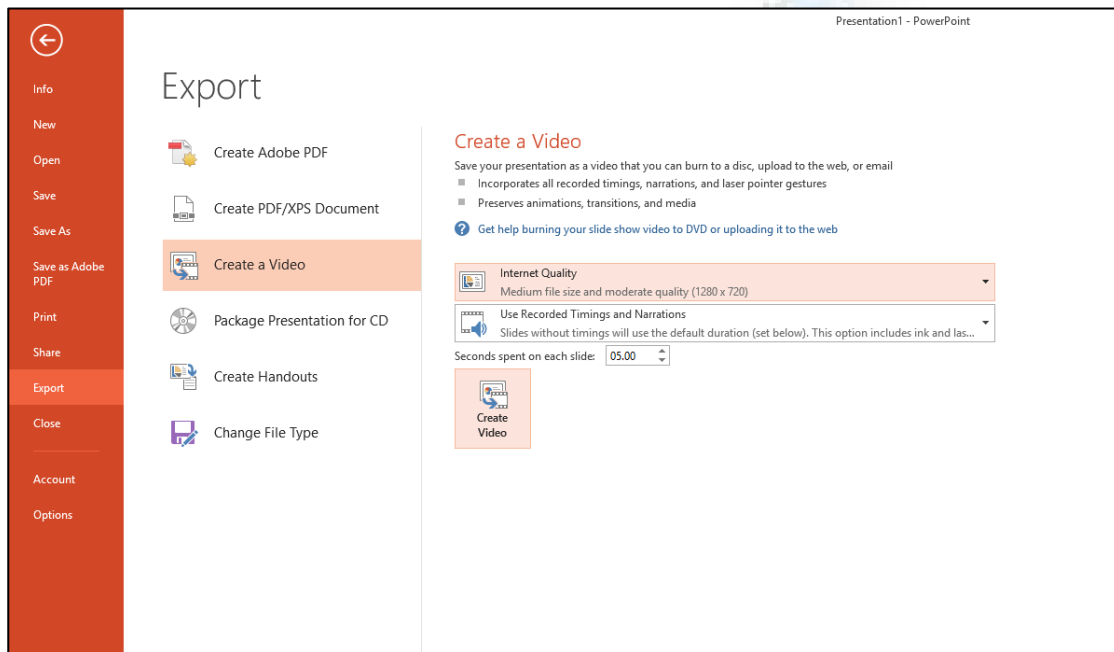 Presentation1 - PowerPoint
Info
New
Open
Save
Save As
Save as Adobe
PDF
Print
Share
Export
Close
Account
Options
Export
Create Adobe PDF
Create PDF/XPS Document
Create a Video
Package Presentation for CD
Create Handouts
Change File Type
Create a Video
Save your presentation as a video that you can burn to a disc, upload to the web, or email
Incorporates all recorded timings, narrations, and laser pointer gestures
Preserves animations, transitions, and media
? Get help burning your slide show video to DVD or uploading it to the web
Internet Quality
Medium file size and moderate quality (1280 x 720)
Use Recorded Timings and Narrations
Slides without timings will use the default duration (set below). This option includes ink and las...
Seconds spent on each slide: 05.00
Create
Video